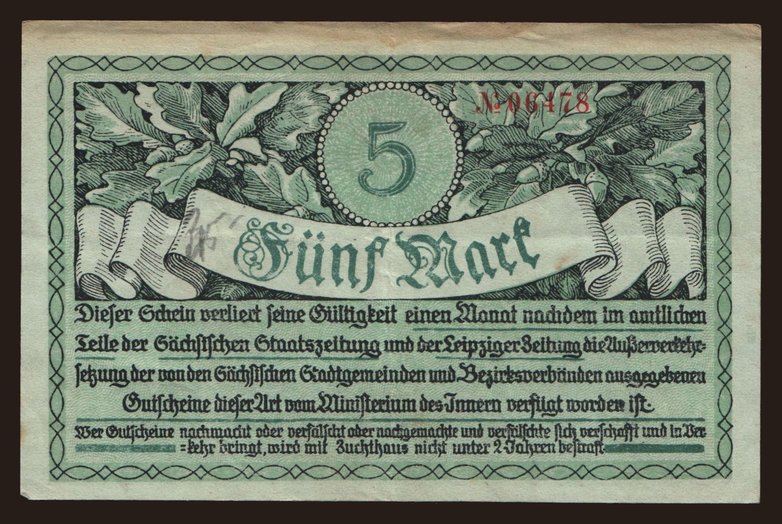 № 06478
5
Fünf Mark
Dieser Schein verliert seine Gültigkeit einen Monat nachdem im amtlichen
Teile der Sächsischen Staatszeitung und der Leipziger Zeitung die Außerverkehr-
setzung der von den Sächsischen Stadtgemeinden und Bezirksverbänden ausgegebenen
Gutscheine dieser Art vom Ministerium des Innern verfügt worden ist.
Wer Gutscheine nachmacht oder verfälscht oder nachgemachte und verfälschte sich verschafft und in Ver
=kehr bringt, wird mit Zuchthaus nicht unter 2 Jahren bestraft.